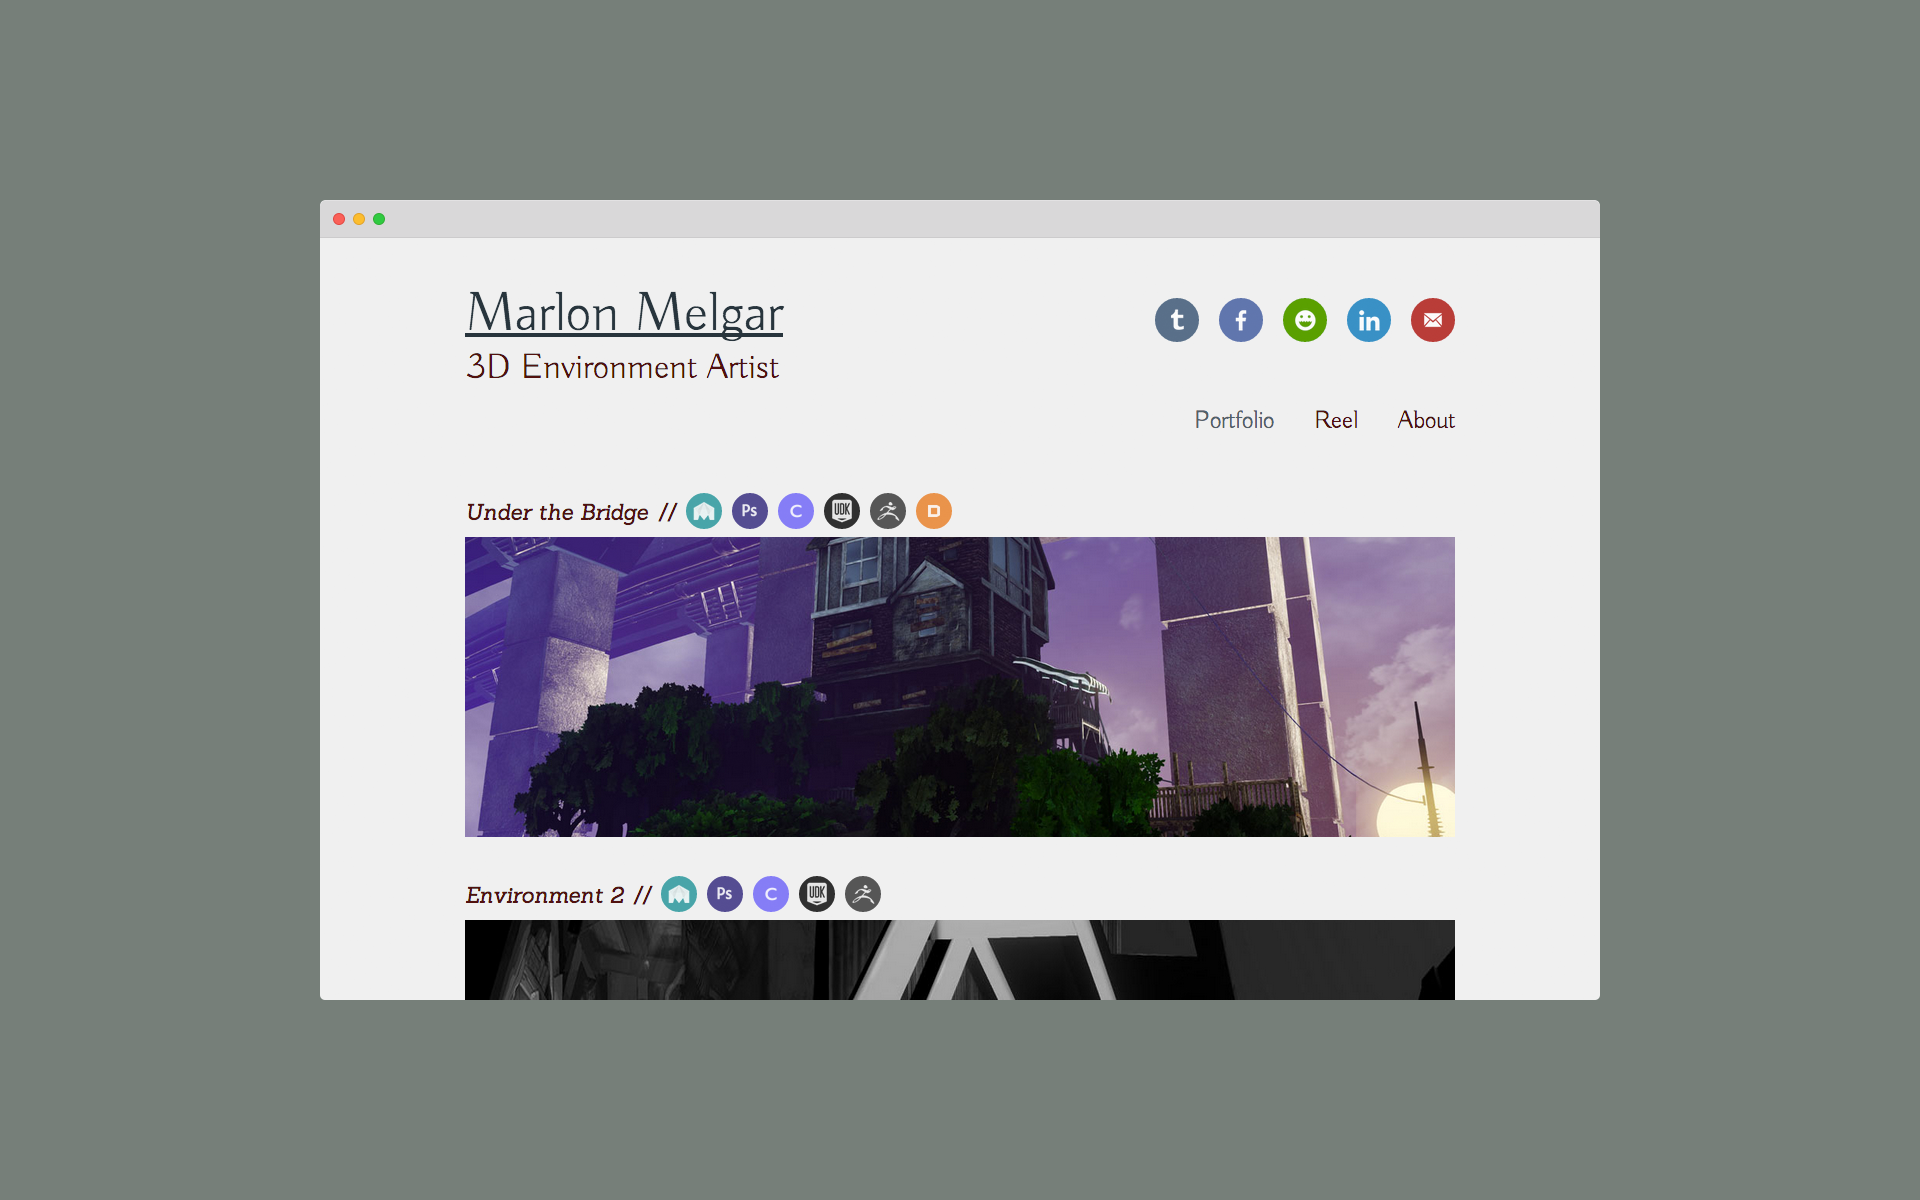 Marlon Melgar
3D Environment Artist
t f in
Portfolio Reel About
Under the Bridge // Ps C UDK D
Environment 2 // Ps C UDK